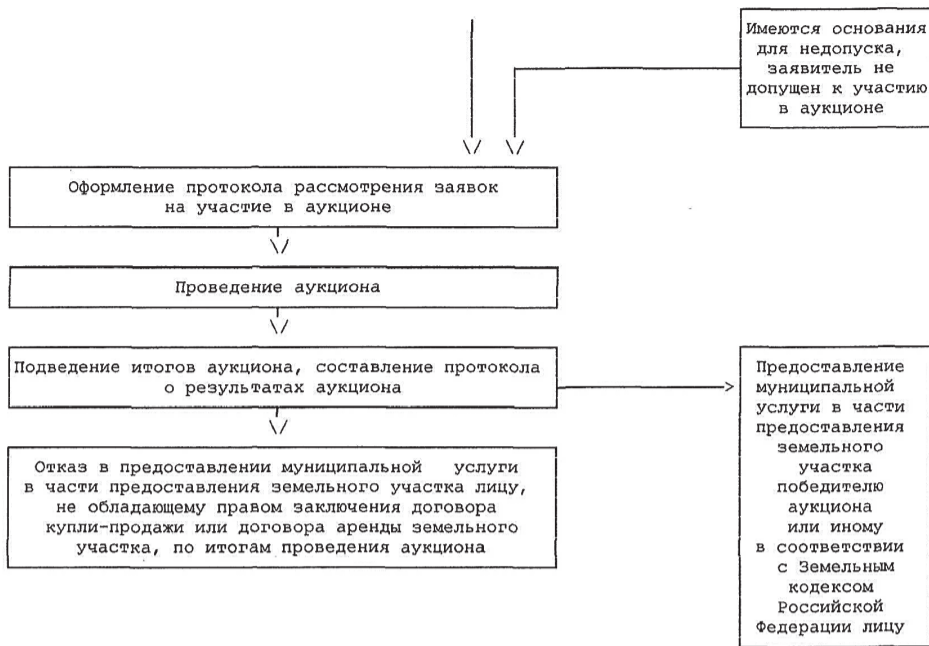 Имеются основания
для недопуска,
заявитель не
допущен к участию
в аукционе
Оформление протокола рассмотрения заявок
на участие в аукционе
Проведение аукциона
Подведение итогов аукциона, составление протокола
о результатах аукциона
Отказ в предоставлении муниципальной услуги
в части предоставления земельного участка лицу,
не обладающему правом заключения договора
купли-продажи или договора аренды земельного
участка, по итогам проведения аукциона
Предоставление
муниципальной
услуги в части
предоставления
земельного
участка
победителю
аукциона
или иному
в соответствии
с Земельным
кодексом
Российской
Федерации лицу